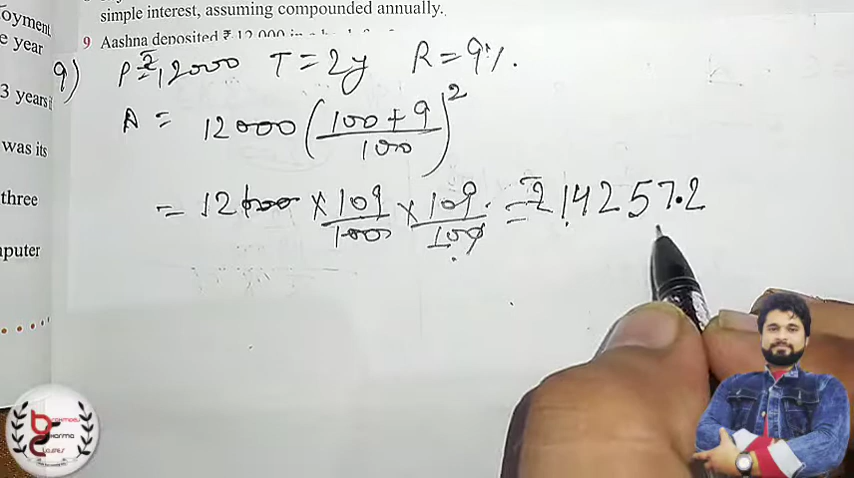 oyment
e year
3 years i
was its
three
puter
simple interest, assuming compounded annually.
9 Aashna deposited ₹ 12,000 in a
9) P = ₹12000 T = 2y R = 9%.
A = 12000 (100 + 9 / 100)^2
= 12000 × 109/100 × 109/100 = ₹14257.2